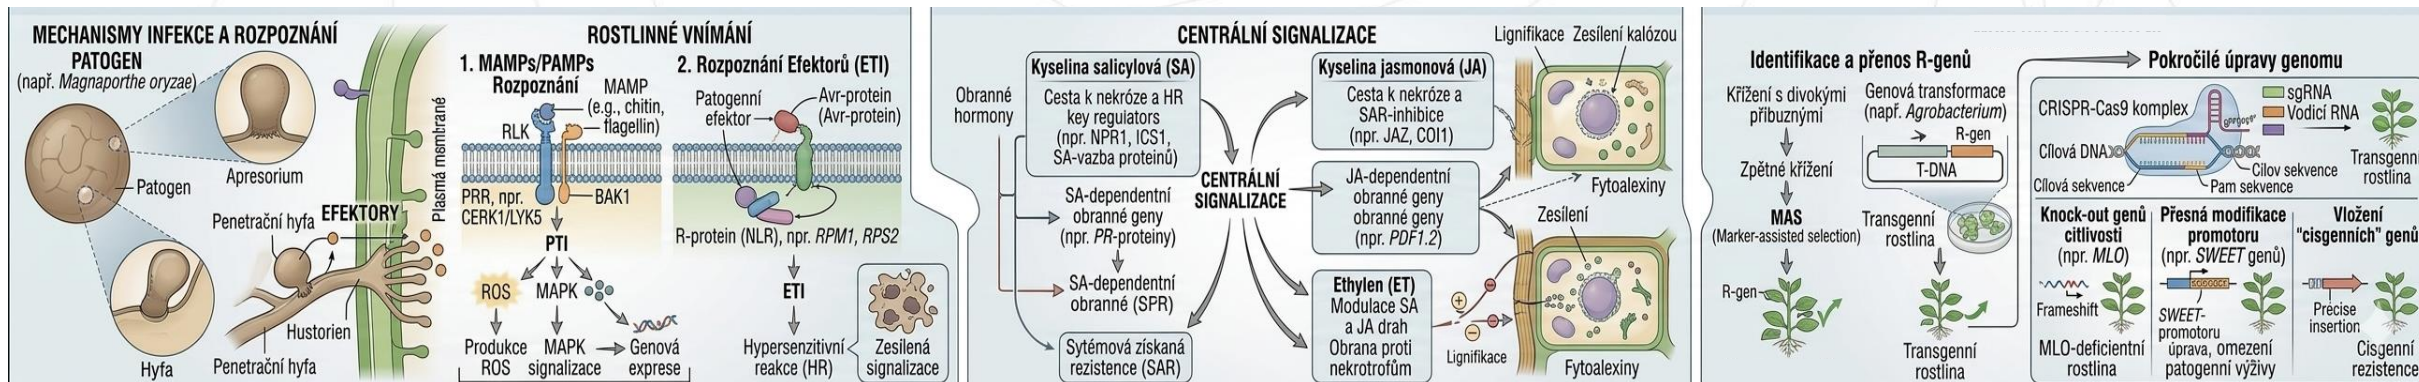 MECHANISMY INFEKCE A ROZPOZNÁNÍ
PATOGEN
(např. Magnaporthe oryzae)
Apresorium
Patogen
Penetrační hyfa
EFEKTORY
Plasmá membrané
Hustorien
Penetrační hyfa
Hyfa
ROSTLINNÉ VNÍMÁNÍ
1. MAMPs/PAMPs
Rozpoznání
MAMP
(e.g., chitin,
flagellin)
RLK
PRR, npr.
CERK1/LYK5
BAK1
PTI
ROS
MAPK
Produkce
ROS
MAPK
signalizace
Genová
exprese
2. Rozpoznání Efektorů (ETI)
Patogenní
efektor
Avr-protein
(Avr-protein)
R-protein (NLR), npr. RPM1, RPS2
ETI
Hypersenzitivní
reakce (HR)
Zesílená
signalizace
CENTRÁLNÍ SIGNALIZACE
Obranné
hormony
Kyselina salicylová (SA)
Cesta k nekróze a HR
key regulators
(npr. NPR1, ICS1,
SA-vazba proteinů)
SA-dependentní
obranné geny
(npr. PR-proteiny)
SA-dependentní
obranné (SPR)
Sytémová získaná
rezistence (SAR)
CENTRÁLNÍ
SIGNALIZACE
Kyselina jasmonová (JA)
Cesta k nekróze a
SAR-inhibice
(npr. JAZ, COI1)
JA-dependentní
obranné geny
obranné geny
(npr. PDF1.2)
Ethylen (ET)
Modulace SA
a JA drah
Obrana proti
nekrotrofům
Lignifikace
Zesílení kalózou
Fytoalexiny
Zesílení
+
−
−
−
Lignifikace
Fytoalexiny
Identifikace a přenos R-genů
Křížení s divokými
přibuznými)
Zpětné křížení
MAS
(Marker-assisted selection)
R-gen
Genová transformace
(např. Agrobacterium)
R-gen
T-DNA
Transgenní
rostlina
Transgenní
rostlina
Pokročilé úpravy genomu
CRISPR-Cas9 komplex
sgRNA
Vodicí RNA
Cílová DNA
Cílov sekvence
Cílová sekvence
Pam sekvence
Transgenní
rostlina
Knock-out genů
citlivosti
(npr. MLO)
Frameshift
MLO-deficientní
rostlina
Přesná modifikace
promotoru
(npr. SWEET genů)
SWEET-
promotoru
úprava, omezení
patogenní výživy
Vložení
"cisgenních" genů
Précise
insertion
Cisgenní
rezistence